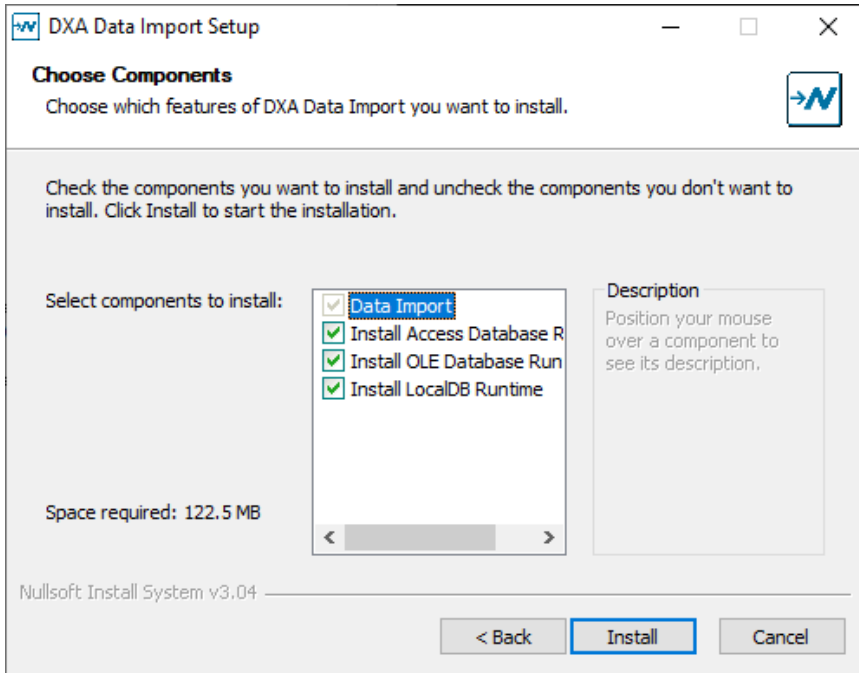 DXA Data Import Setup
Choose Components
Choose which features of DXA Data Import you want to install.
Check the components you want to install and uncheck the components you don't want to
install. Click Install to start the installation.
Select components to install:
Data Import
Install Access Database R
Install OLE Database Run
Install LocalDB Runtime
Description
Position your mouse
over a component to
see its description.
Space required: 122.5 MB
Nullsoft Install System v3.04
< Back
Install
Cancel